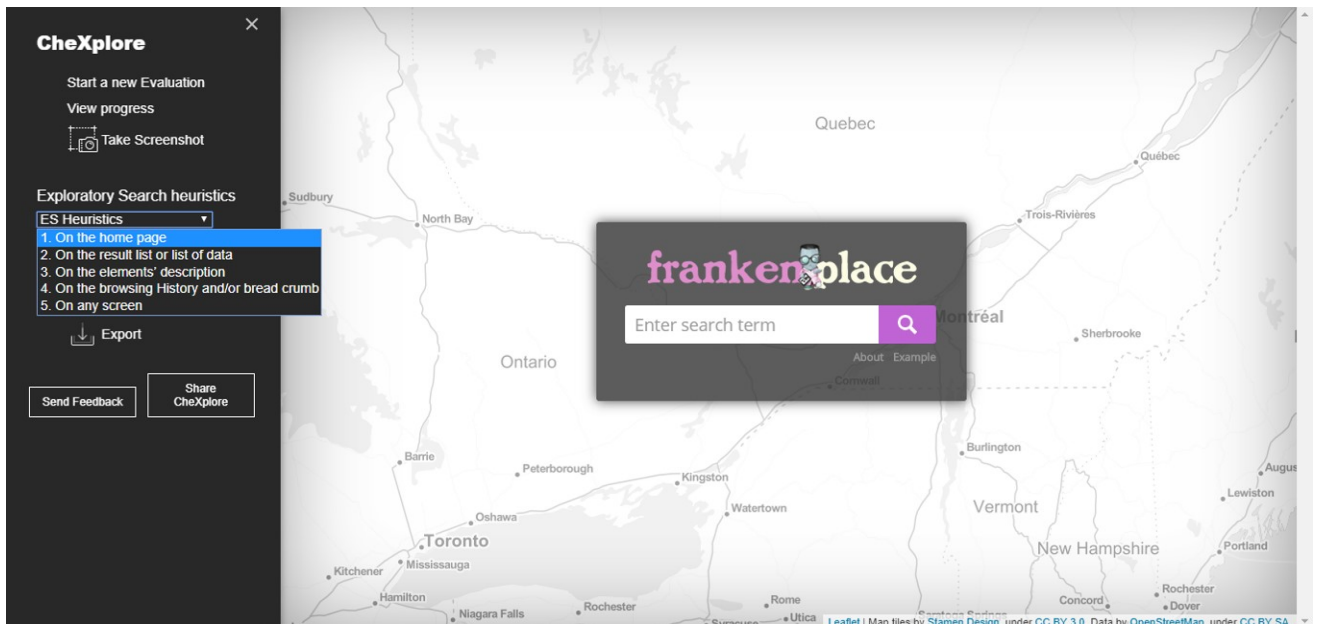 CheXplore
Start a new Evaluation
View progress
Take Screenshot
Exploratory Search heuristics
ES Heuristics
1. On the home page
2. On the result list or list of data
3. On the elements' description
4. On the browsing History and/or bread crumb
5. On any screen
Export
Send Feedback
Share
CheXplore
Quebec
Québec
Sudbury
North Bay
Trois-Rivières
frankenplace
Enter search term
Montréal
Sherbrooke
About Example
Ontario
Cornwall
Burlington
Barrie
Peterborough
Kingston
Augus
Lewiston
Watertown
Vermont
Oshawa
Toronto
New Hampshire
Portland
Mississauga
Kitchener
Hamilton
Rome
Concord
Rochester
Dover
Niagara Falls
Rochester
Syracuse
Utica
Saratoga Springs
Leaflet | Map tiles by Stamen Design, under CC BY 3.0. Data by OpenStreetMap, under CC BY SA.